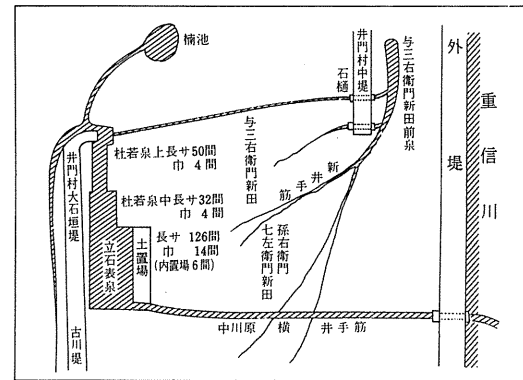 楠池
重信川
外堤
与三右衛門新田前泉
井門村中堤
石樋
与三右衛門新田
新井手筋
孫右衛門
七左衛門新田
井門村大石垣堤
杜若泉上長サ50間
巾 4間
杜若泉中長サ32間
巾 4間
長サ 126間
巾 14間
(内置場6間)
土置場
立石表泉
古川堤
中川原横井手筋